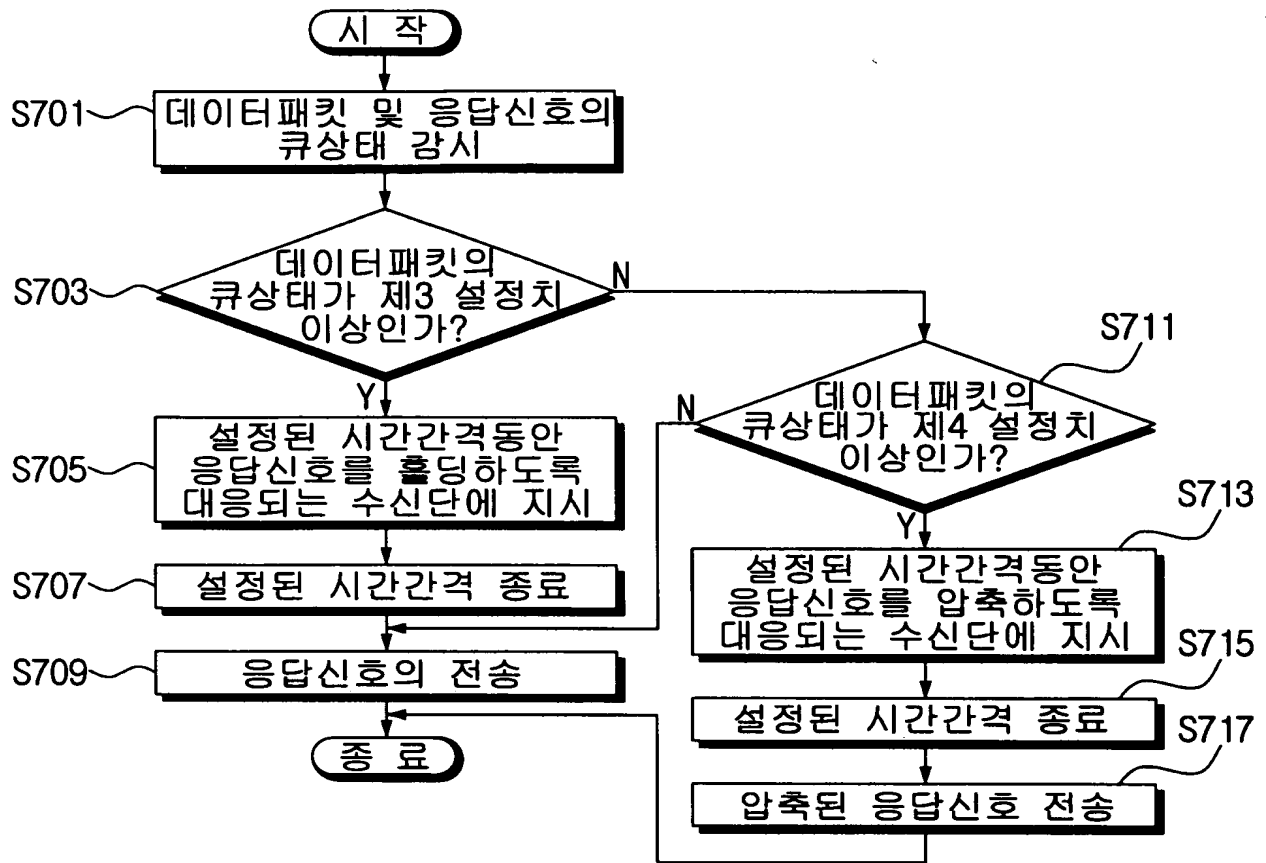 시 작
S701
데이터패킷 및 응답신호의
큐상태 감시
S703
데이터패킷의
큐상태가 제3 설정치
이상인가?
N
Y
S705
설정된 시간간격동안
응답신호를 홀딩하도록
대응되는 수신단에 지시
S707
설정된 시간간격 종료
S709
응답신호의 전송
종 료
S711
데이터패킷의
큐상태가 제4 설정치
이상인가?
N
Y
S713
설정된 시간간격동안
응답신호를 압축하도록
대응되는 수신단에 지시
S715
설정된 시간간격 종료
S717
압축된 응답신호 전송